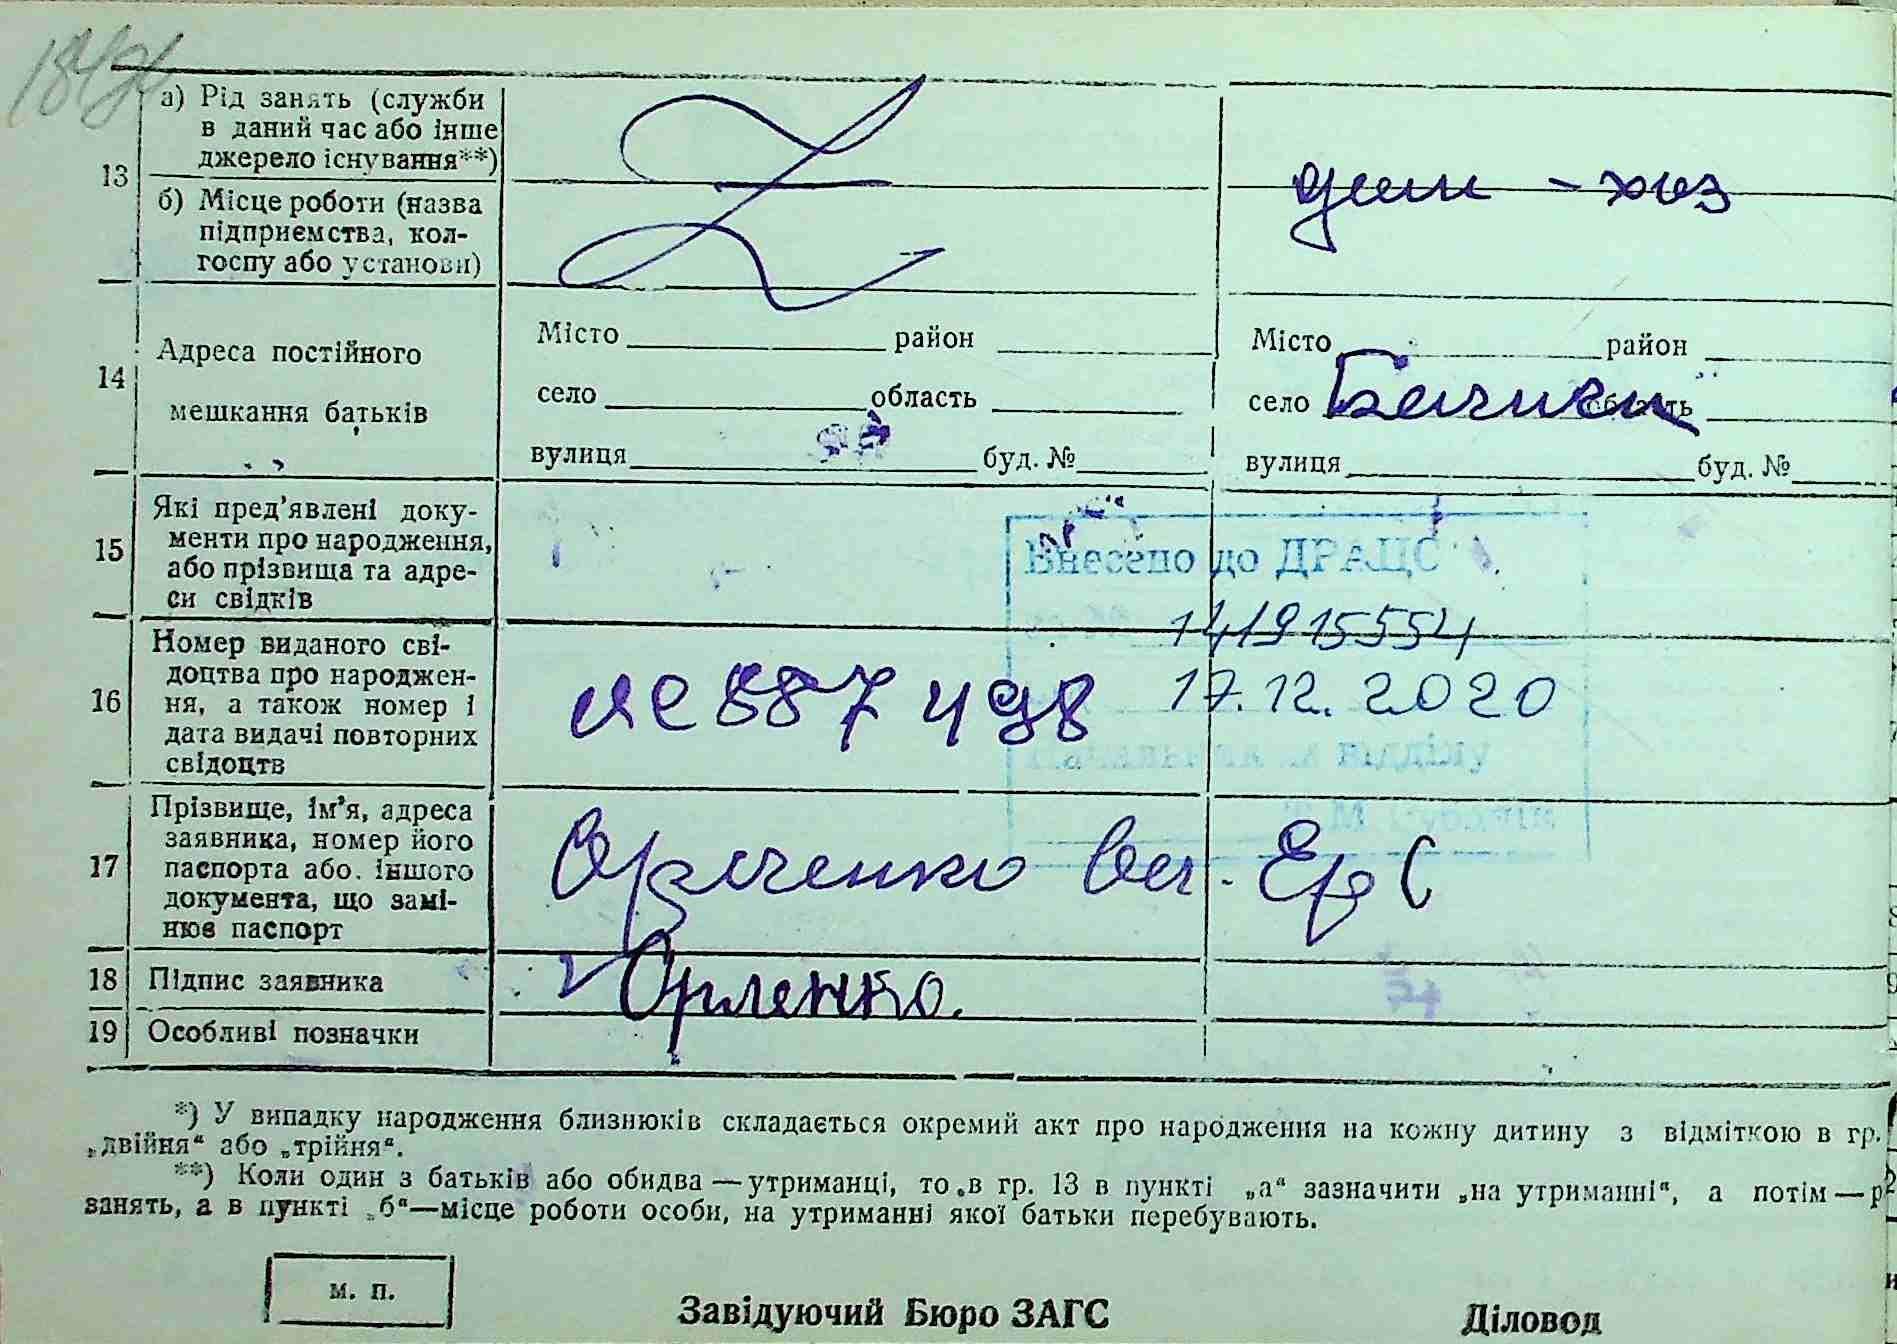 13
а) Рід занять (служби
в даний час або інше
джерело існування**)
б) Місце роботи (назва
підприємства, кол-
госпу або установи)
- хоз
14
Адреса постійного
мешкання батьків
Місто район
село область
вулиця буд. №
Місто район
село область
вулиця буд. №
15
Які пред'явлені доку-
менти про народження,
або прізвища та адре-
си свідків
Внесено до ДРАЦС
141915554
16
Номер виданого сві-
доцтва про народжен-
ня, а також номер і
дата видачі повторних
свідоцтв
ЯС 887498
17.12.2020
Начальник відділу
17
Прізвище, ім'я, адреса
заявника, номер його
паспорта або іншого
документа, що замі-
нює паспорт
18 Підпис заявника
Орленко
19 Особливі позначки
*) У випадку народження близнюків складається окремий акт про народження на кожну дитину з відміткою в гр.
„двійня“ або „трійня“.
**) Коли один з батьків або обидва — утриманці, то в гр. 13 в пункті „а“ зазначити „на утриманні“, а потім — р
занять, а в пункті „б“—місце роботи особи, на утриманні якої батьки перебувають.
м. п.
Завідуючий Бюро ЗАГС
Діловод